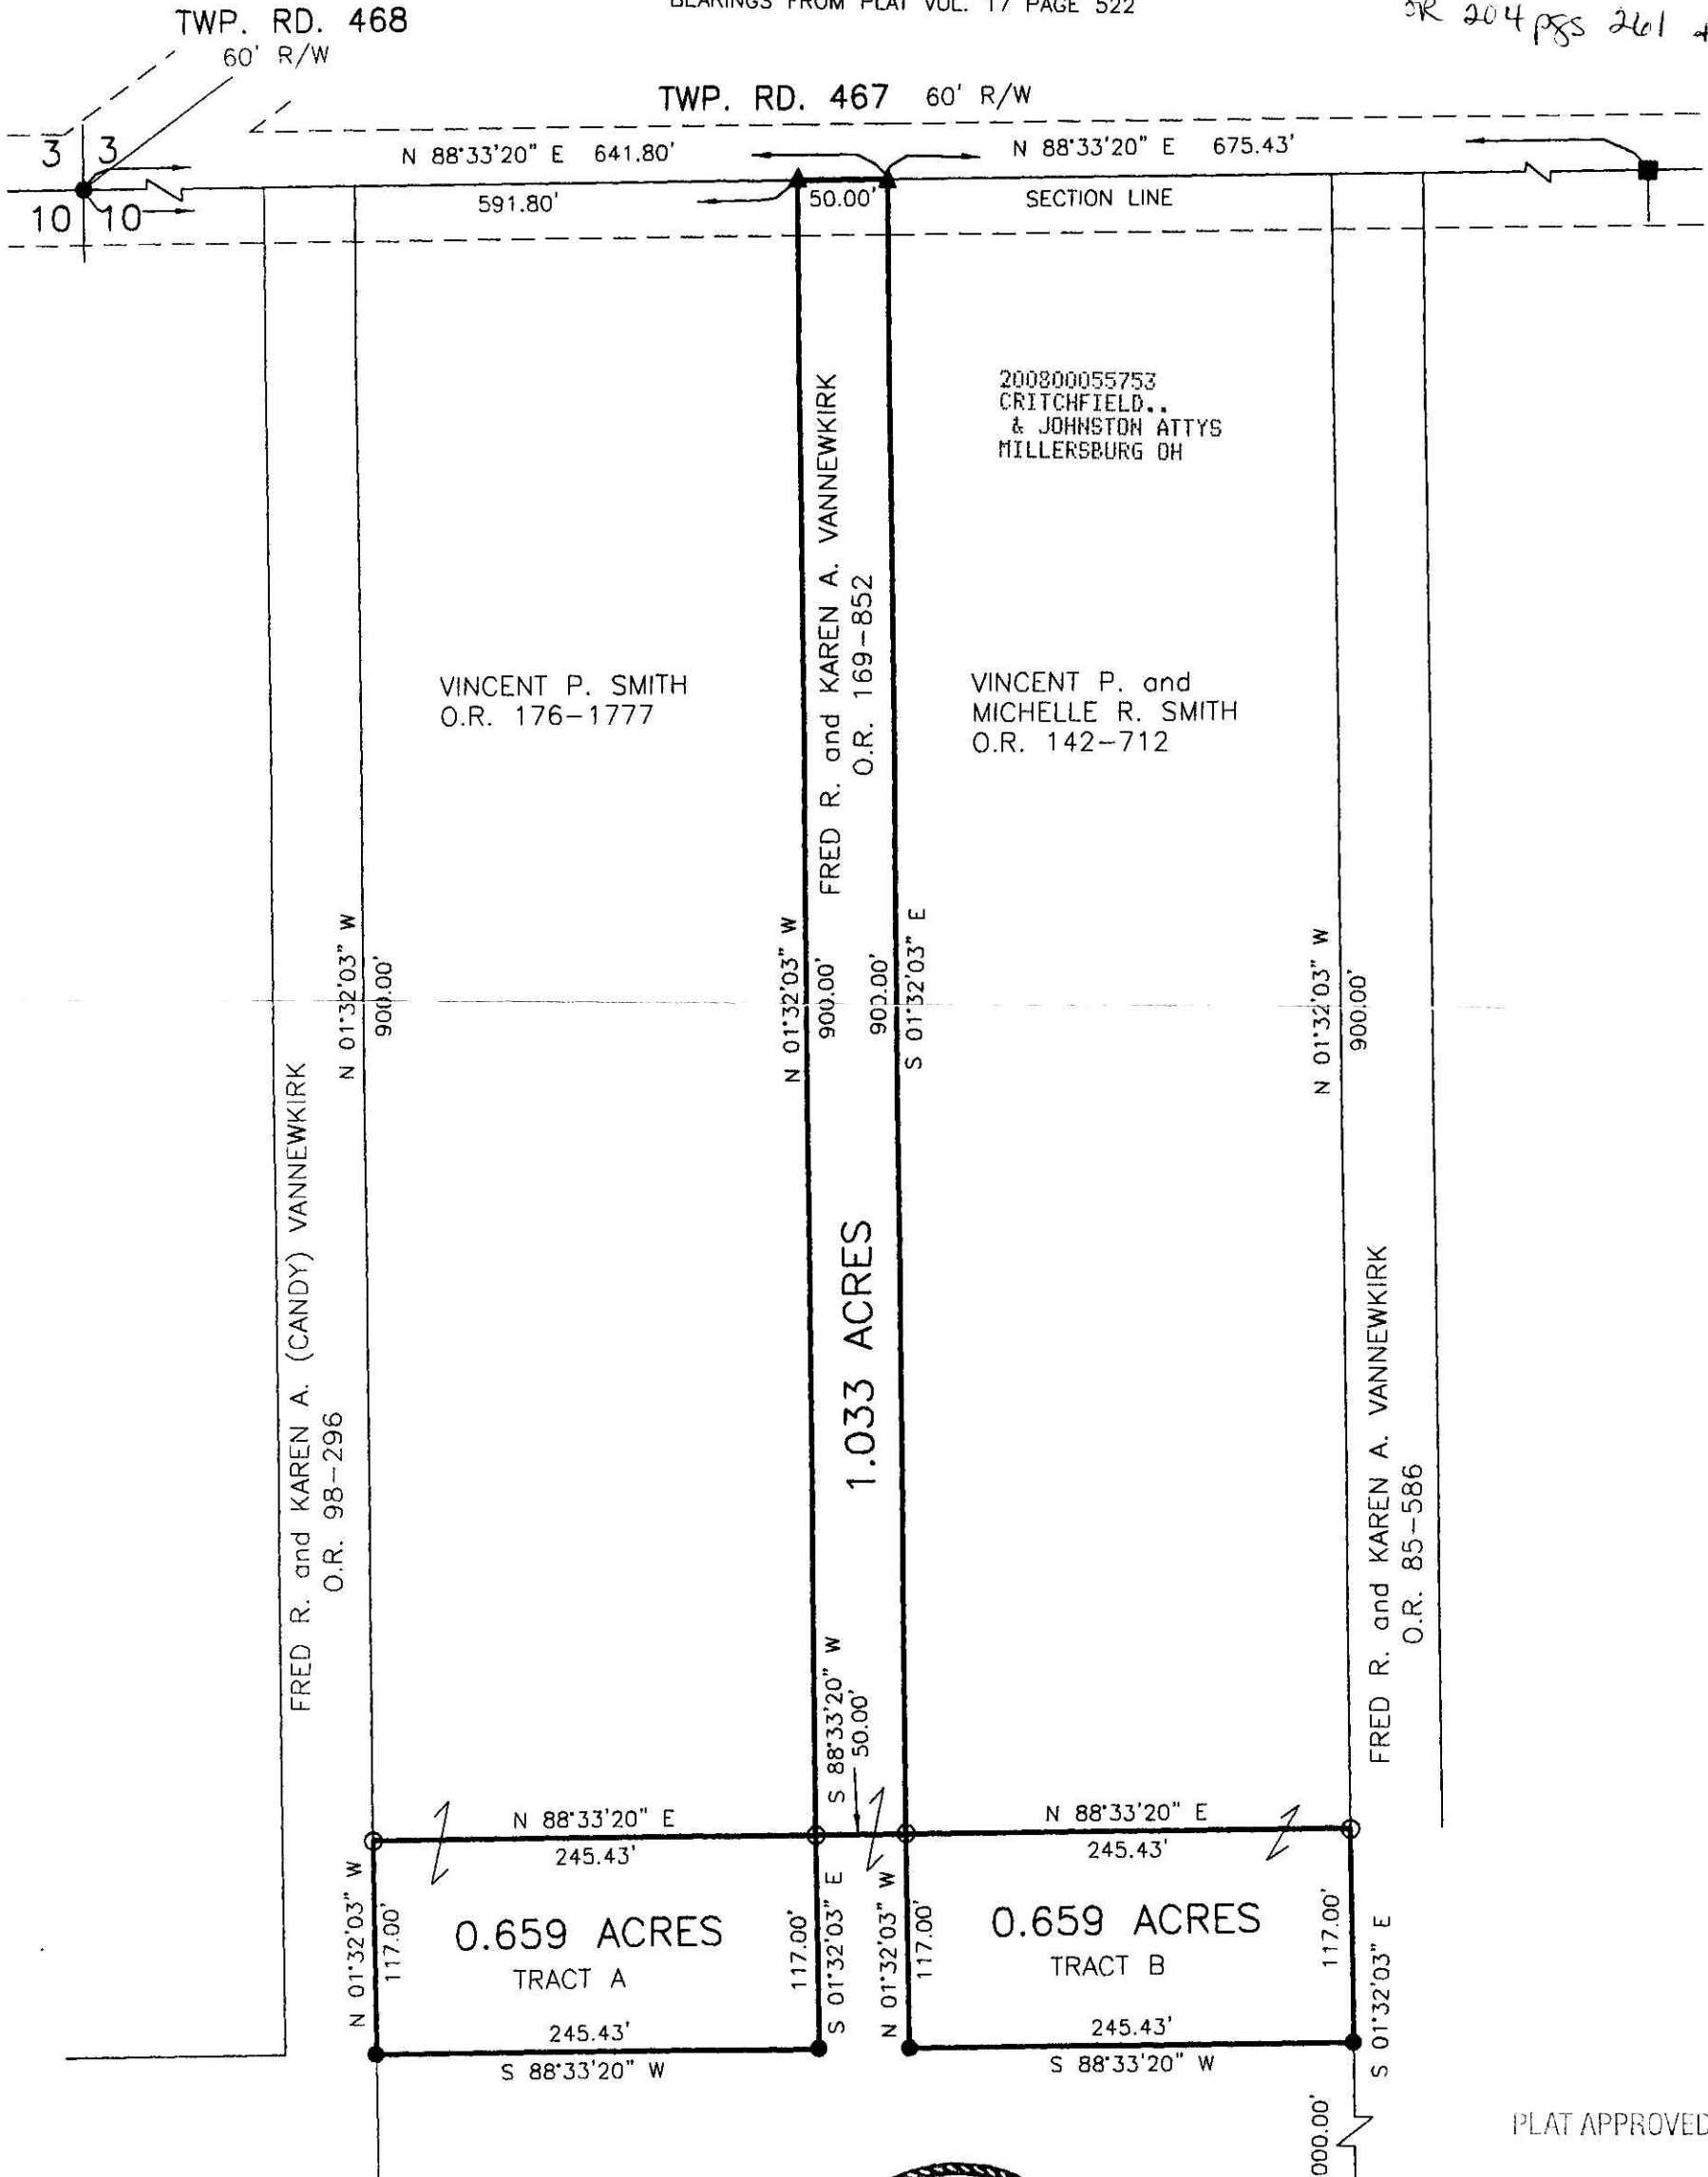 BEARINGS FROM PLAT VOL. 17 PAGE 522
TWP. RD. 468
60' R/W
204 pgs 261
TWP. RD. 467 60' R/W
3 3
N 88°33'20" E 641.80'
N 88°33'20" E 675.43'
10 10
591.80'
50.00'
SECTION LINE
200800055753
CRITCHFIELD..
& JOHNSTON ATTYS
MILLERSBURG OH
FRED R. and KAREN A. VANNEWKIRK
O.R. 169-852
VINCENT P. SMITH
O.R. 176-1777
VINCENT P. and
MICHELLE R. SMITH
O.R. 142-712
N 01°32'03" W
900.00'
N 01°32'03" W
900.00'
900.00'
S 01°32'03" E
N 01°32'03" W
900.00'
FRED R. and KAREN A. (CANDY) VANNEWKIRK
O.R. 98-296
1.033 ACRES
FRED R. and KAREN A. VANNEWKIRK
O.R. 85-586
S 88°33'20" W
50.00'
N 88°33'20" E
245.43'
N 88°33'20" E
245.43'
N 01°32'03" W
117.00'
0.659 ACRES
TRACT A
117.00'
S 01°32'03" E
N 01°32'03" W
117.00'
0.659 ACRES
TRACT B
117.00'
S 01°32'03" E
245.43'
S 88°33'20" W
245.43'
S 88°33'20" W
000.00'
PLAT APPROVED